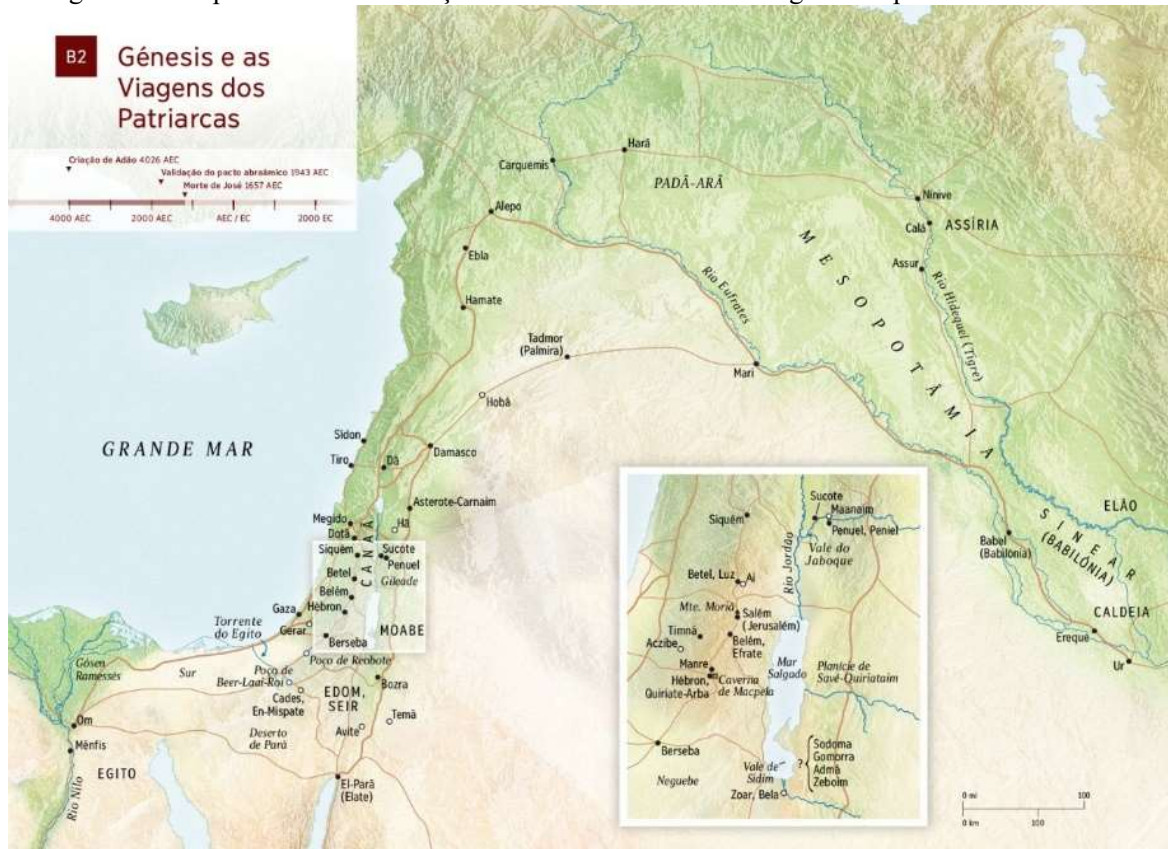 B2
Génesis e as
Viagens dos
Patriarcas
Criação de Adão 4026 AEC
Validação do pacto abraâmico 1943 AEC
Morte de José 1657 AEC
4000 AEC
2000 AEC
AEC / EC
2000 EC
Carquemis
Harã
PADÃ-ARÃ
Nínive
Calá
ASSÍRIA
Assur
Alepo
Ebla
Hamate
Rio Eufrates
MESOPOTÂMIA
Rio Hidequel (Tigre)
Tadmor
(Palmira)
Mari
Hobá
GRANDE MAR
Sídon
Tiro
Dã
Damasco
Asterote-Carnaim
Megido
Hã
Dotã
Siquém
CANAÃ
Sucote
Penuel
Gileade
Betel
Belém
Hébron
Gaza
Gerar
MOABE
Torrente
do Egito
Berseba
Poço de Reobote
Gósen
Ramessés
Sur
Poço de
Beer-Laai-Roi
Cades,
En-Mispate
EDOM,
SEIR
Bozra
Temã
Avite
Deserto
de Parã
Om
Mênfis
EGITO
Rio Nilo
El-Parã
(Elate)
ELÃO
SINEAR
(BABILÓNIA)
Babel
(Babilónia)
CALDEIA
Ereque
Ur
Siquém
Sucote
Maanaim
Penuel, Peniel
Vale do
Jaboque
Rio Jordão
Betel, Luz
Ai
Mte. Moriá
Salém
(Jerusalém)
Timná
Aczibe
Belém,
Efrate
Manre
Hébron,
Quiriate-Arba
Caverna
de Macpela
Mar
Salgado
Planície de
Savé-Quiriataim
Berseba
Neguebe
Vale de
Sidim
?
Sodoma
Gomorra
Admá
Zeboim
Zoar, Bela
0 mi
100
0 km
100